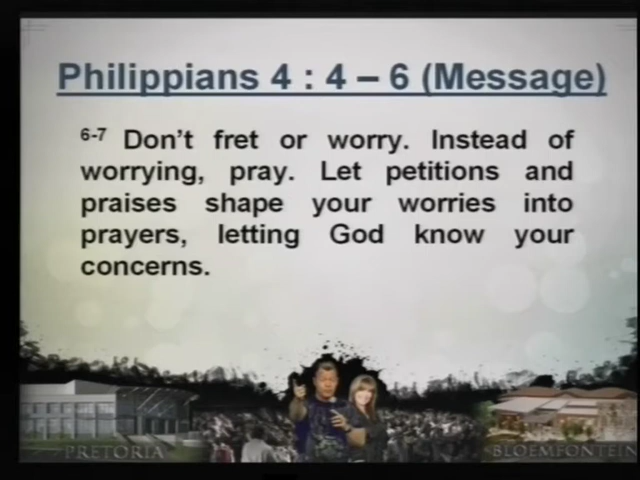 Philippians 4 : 4 – 6 (Message)
6-7 Don't fret or worry. Instead of
worrying, pray. Let petitions and
praises shape your worries into
prayers, letting God know your
concerns.
PRETORIA
BLOEMFONTEIN